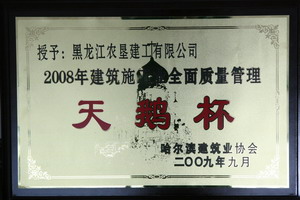 授予：黑龙江农垦建工有限公司
2008年建筑施 全面质量管理
天鹅杯
哈尔滨建筑业协会
二〇〇九年九月